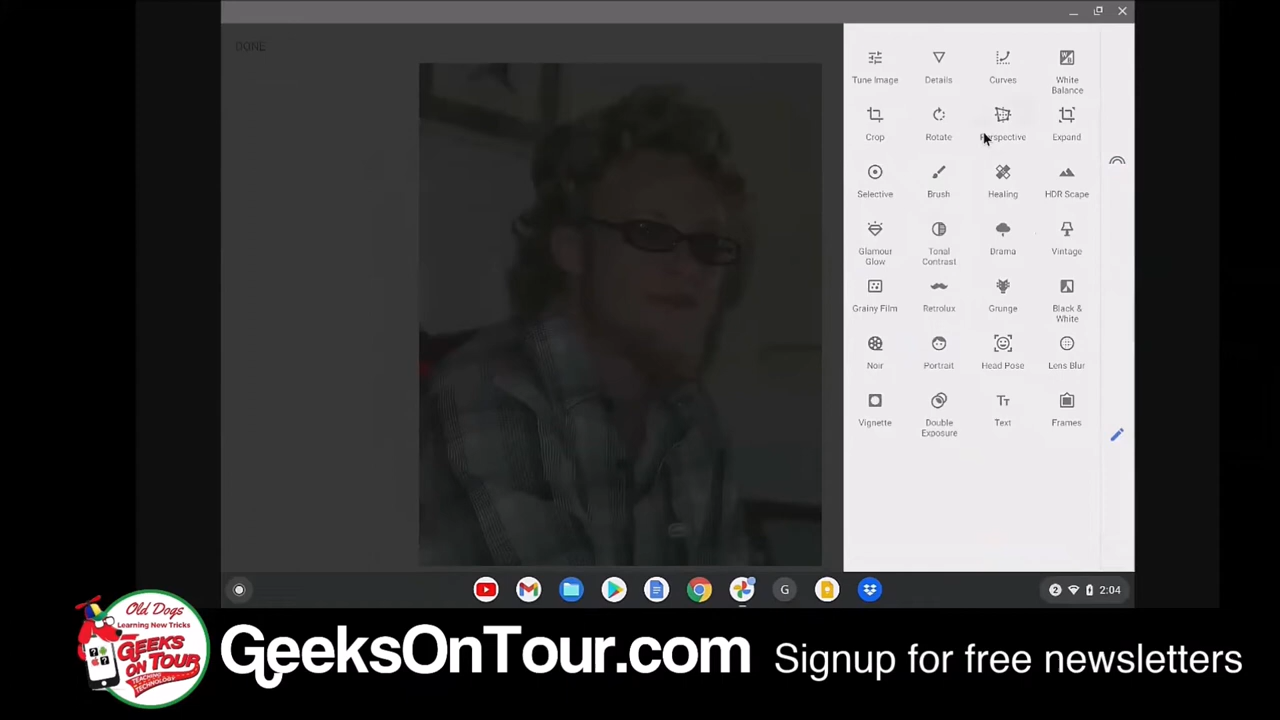 DONE
Tune Image
Details
Curves
White
Balance
Crop
Rotate
Perspective
Expand
Selective
Brush
Healing
HDR Scape
Glamour
Glow
Tonal
Contrast
Drama
Vintage
Grainy Film
Retrolux
Grunge
Black &
White
Noir
Portrait
Head Pose
Lens Blur
Vignette
Double
Exposure
Text
Frames
G
2 2:04
Old Dogs
Learning New Tricks
GEEKS
ON TOUR
TEACHING
TECHNOLOGY
GeeksOnTour.com Signup for free newsletters